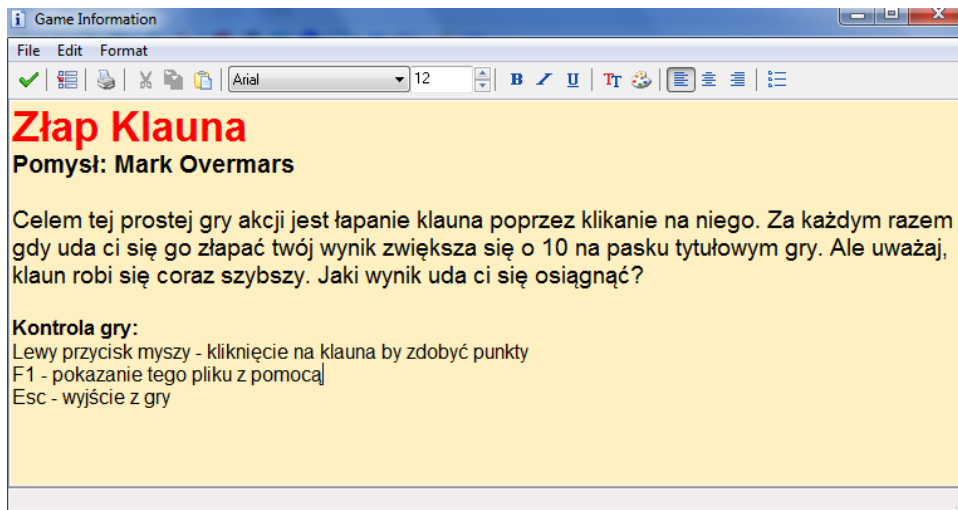 Game Information
File Edit Format
Arial 12 B I U TT
Złap Klauna
Pomysł: Mark Overmars
Celem tej prostej gry akcji jest łapanie klauna poprzez klikanie na niego. Za każdym razem
gdy uda ci się go złapać twój wynik zwiększa się o 10 na pasku tytułowym gry. Ale uważaj,
klaun robi się coraz szybszy. Jaki wynik uda ci się osiągnąć?
Kontrola gry:
Lewy przycisk myszy - kliknięcie na klauna by zdobyć punkty
F1 - pokazanie tego pliku z pomocą
Esc - wyjście z gry